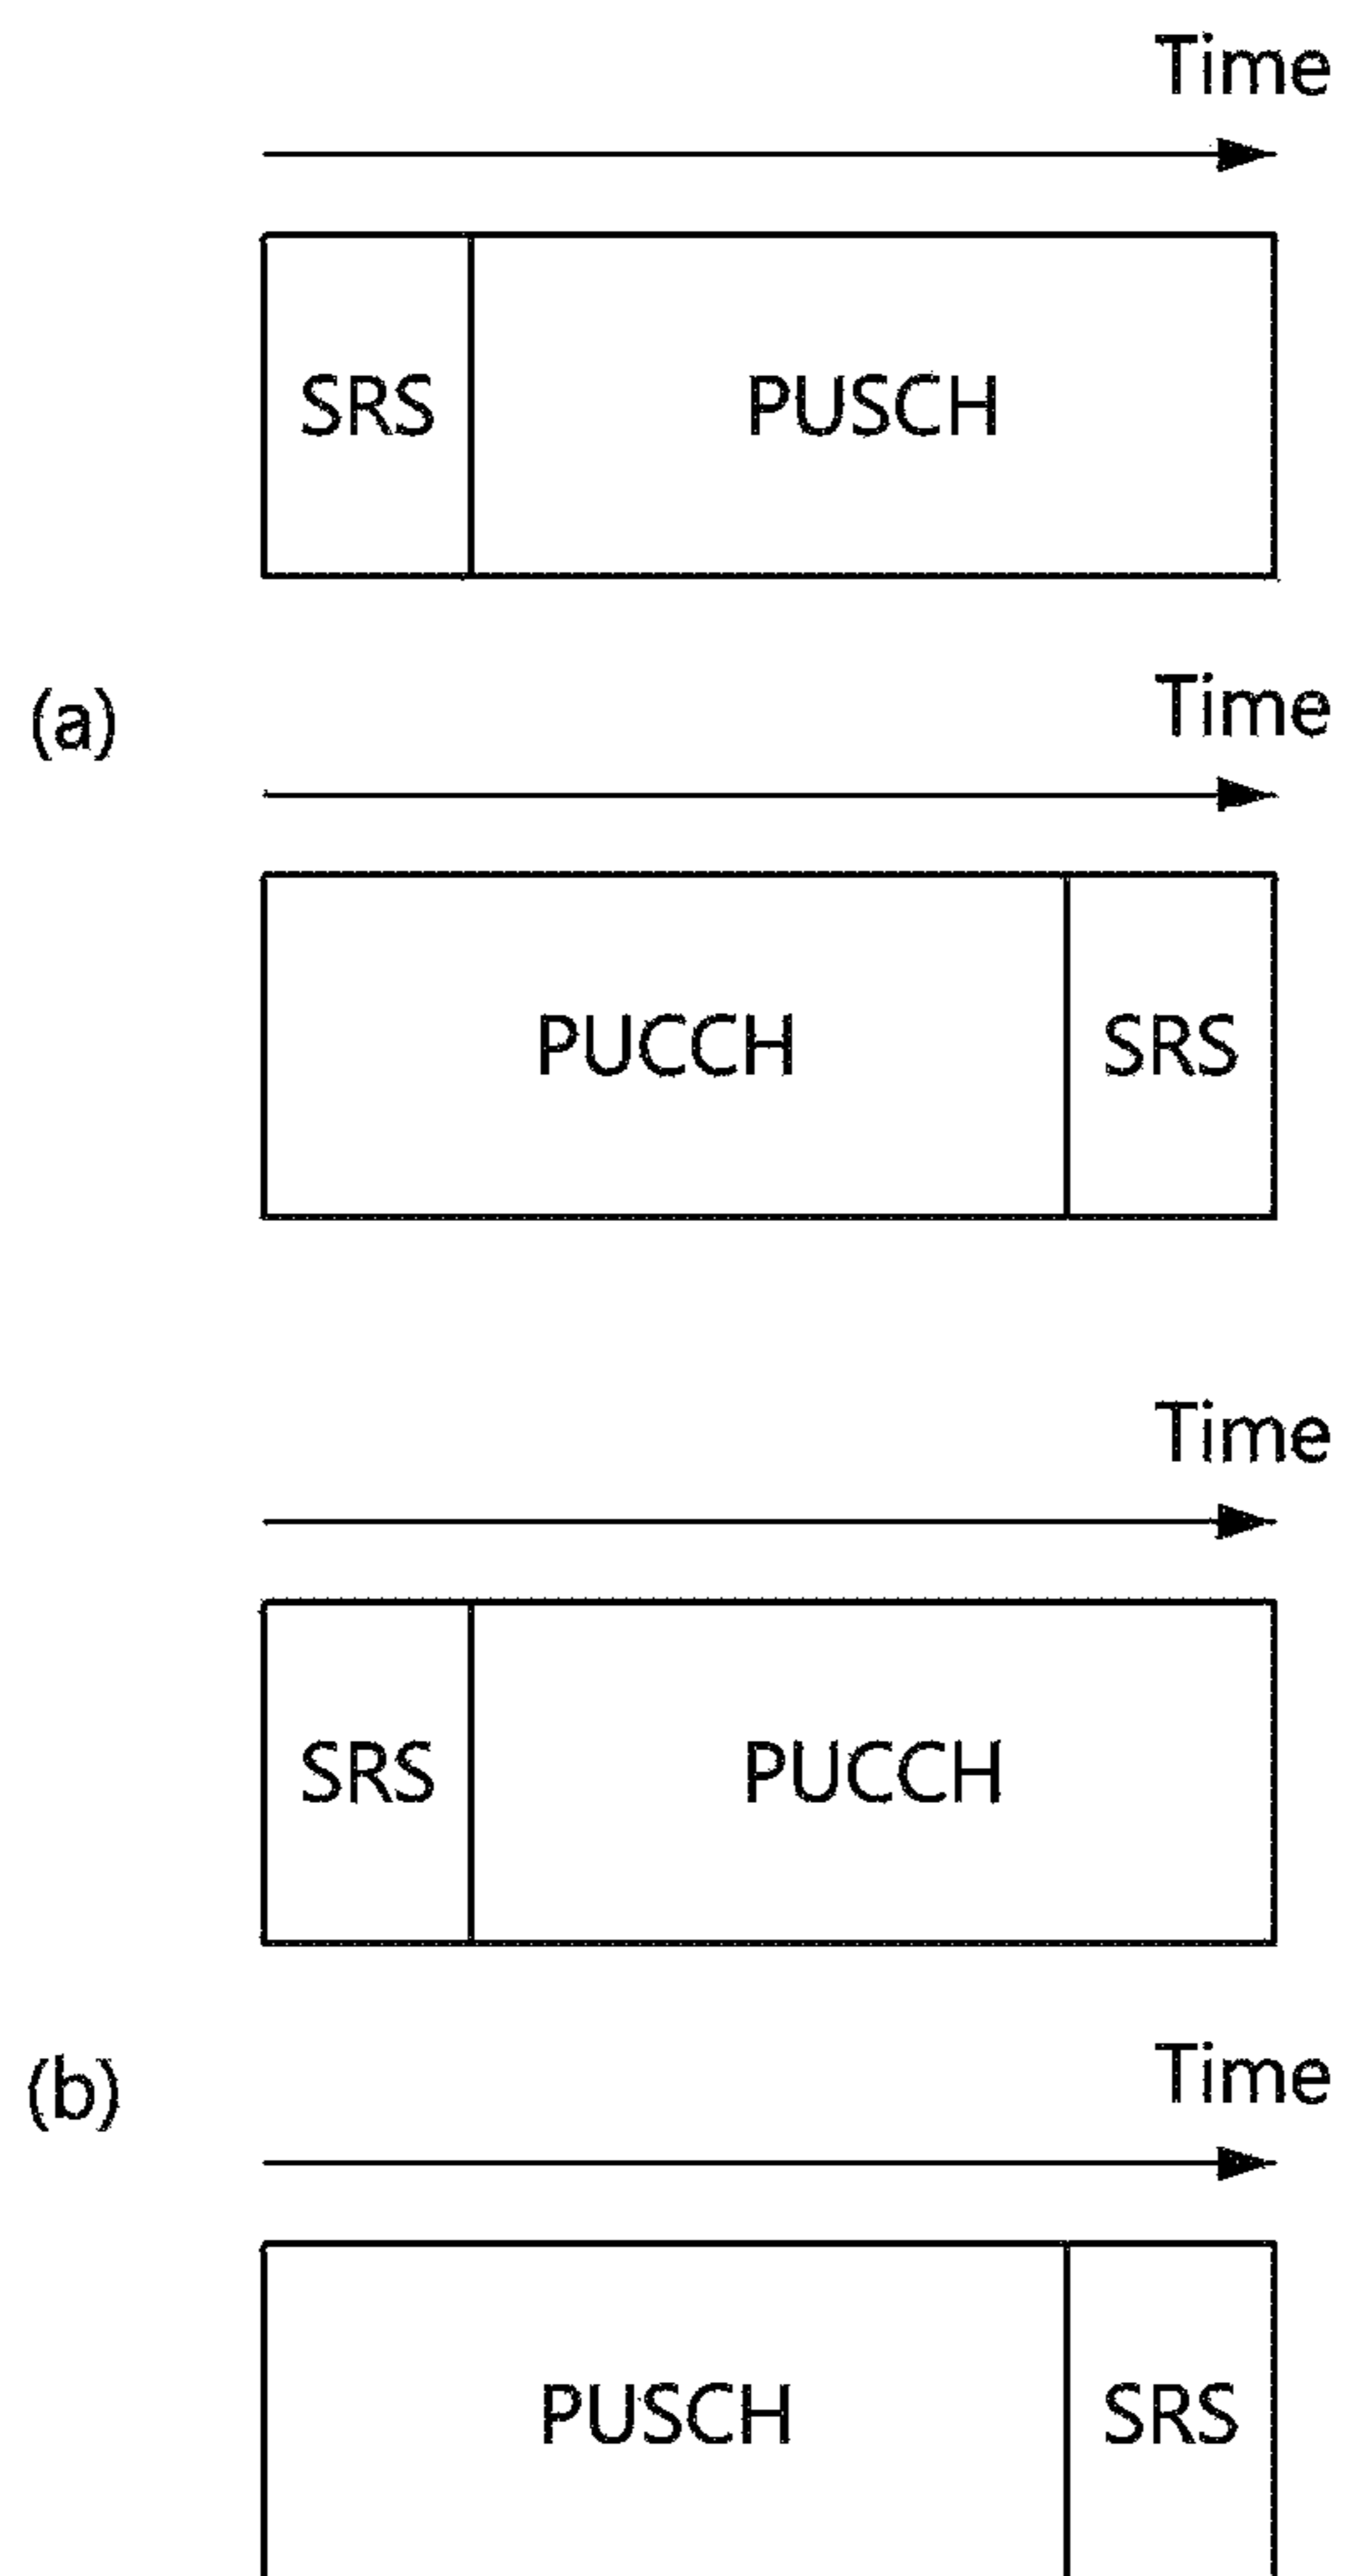 Time
SRS PUSCH
(a)
Time
PUCCH SRS
Time
SRS PUCCH
(b)
Time
PUSCH SRS